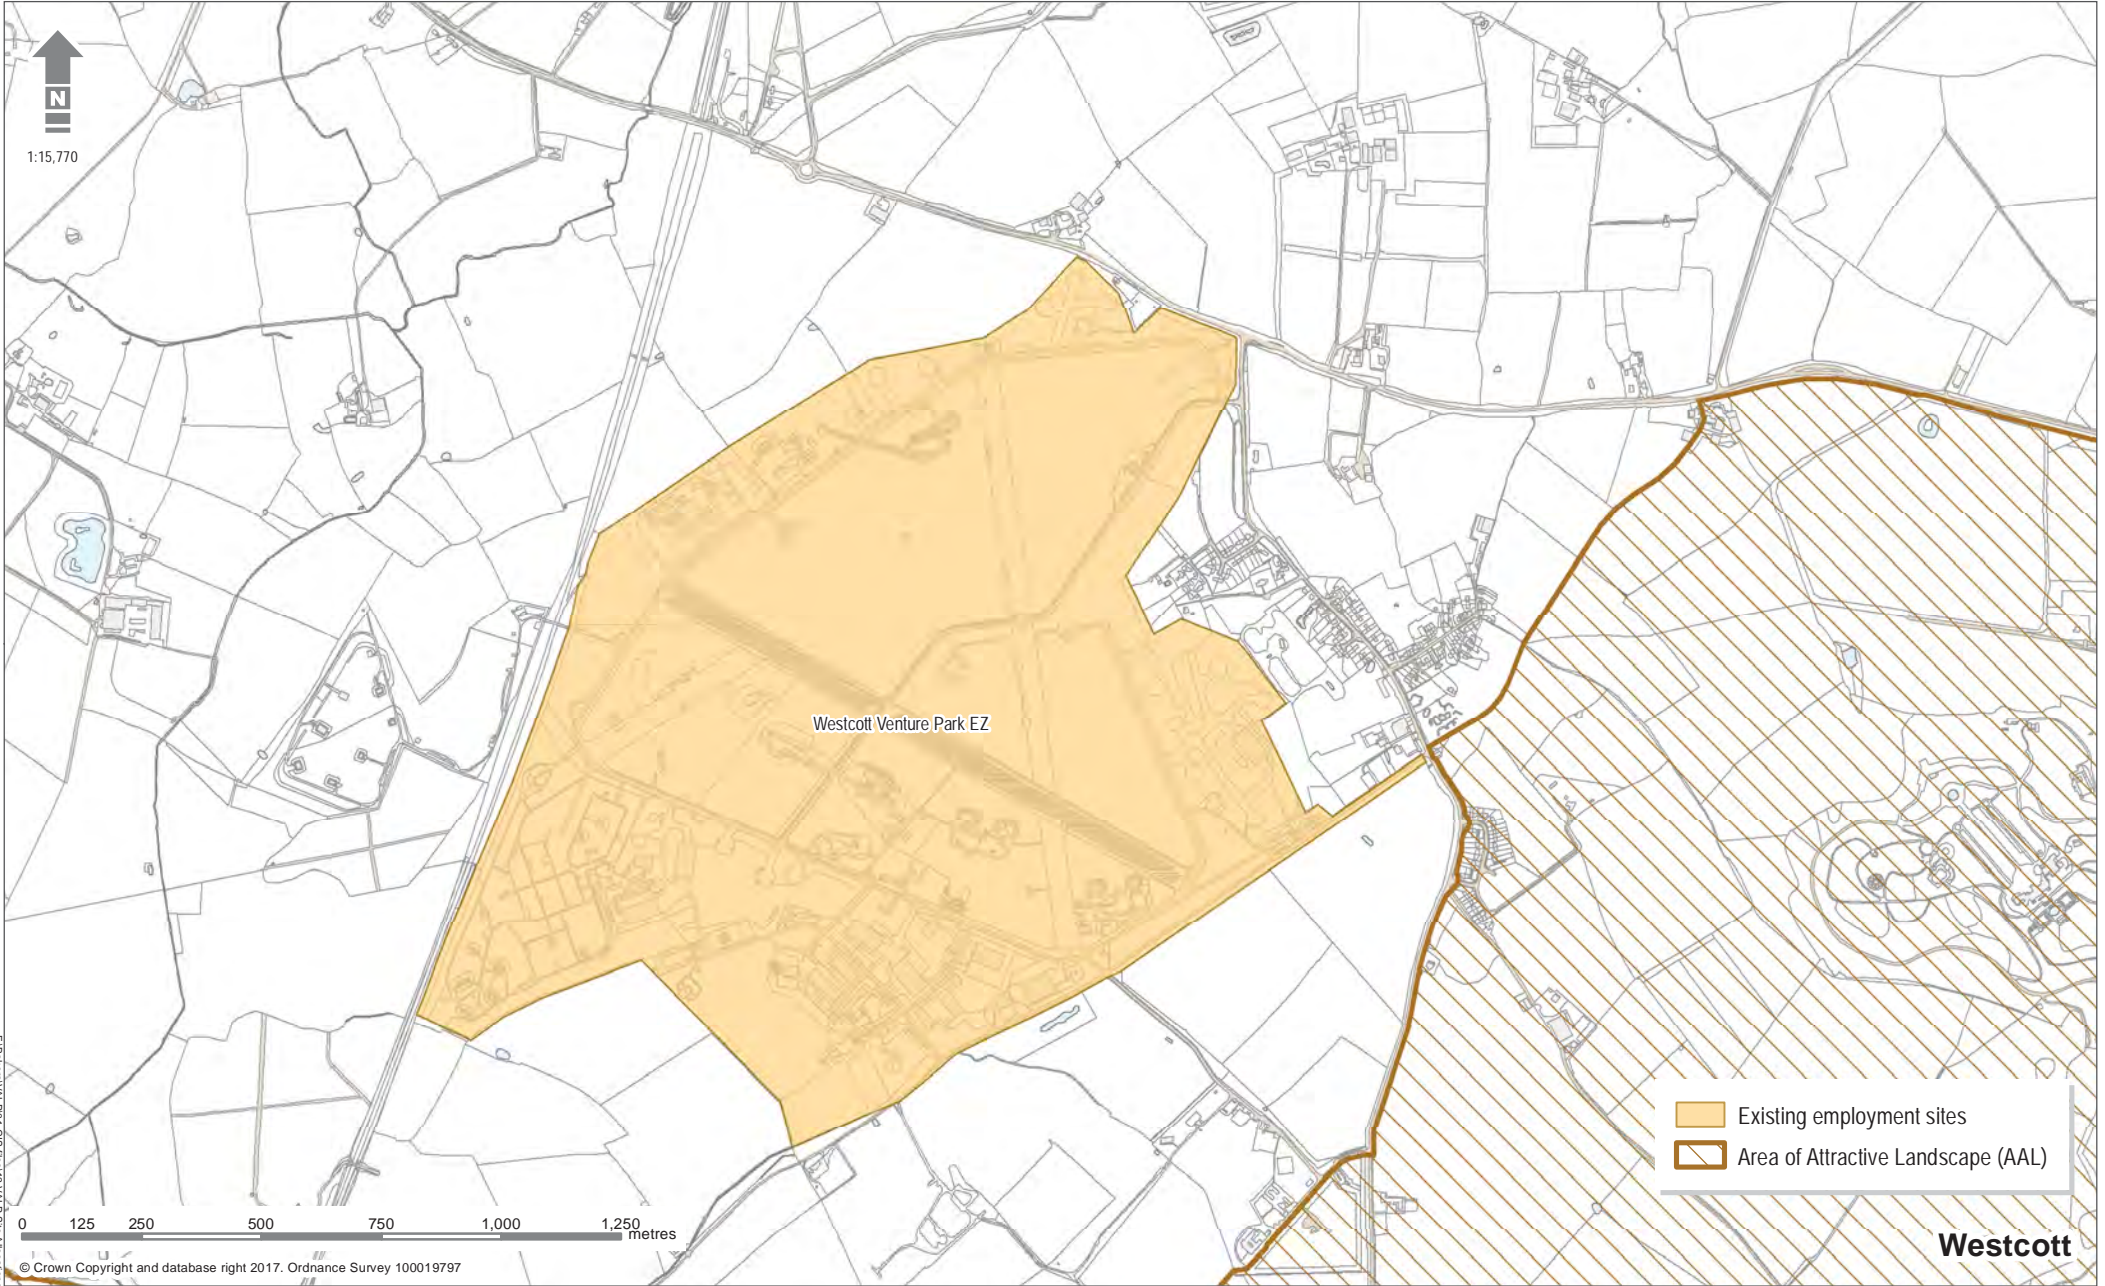 N
1:15,770
Westcott Venture Park EZ
Existing employment sites
Area of Attractive Landscape (AAL)
0 125 250 500 750 1,000 1,250
metres
Westcott
© Crown Copyright and database right 2017. Ordnance Survey 100019797